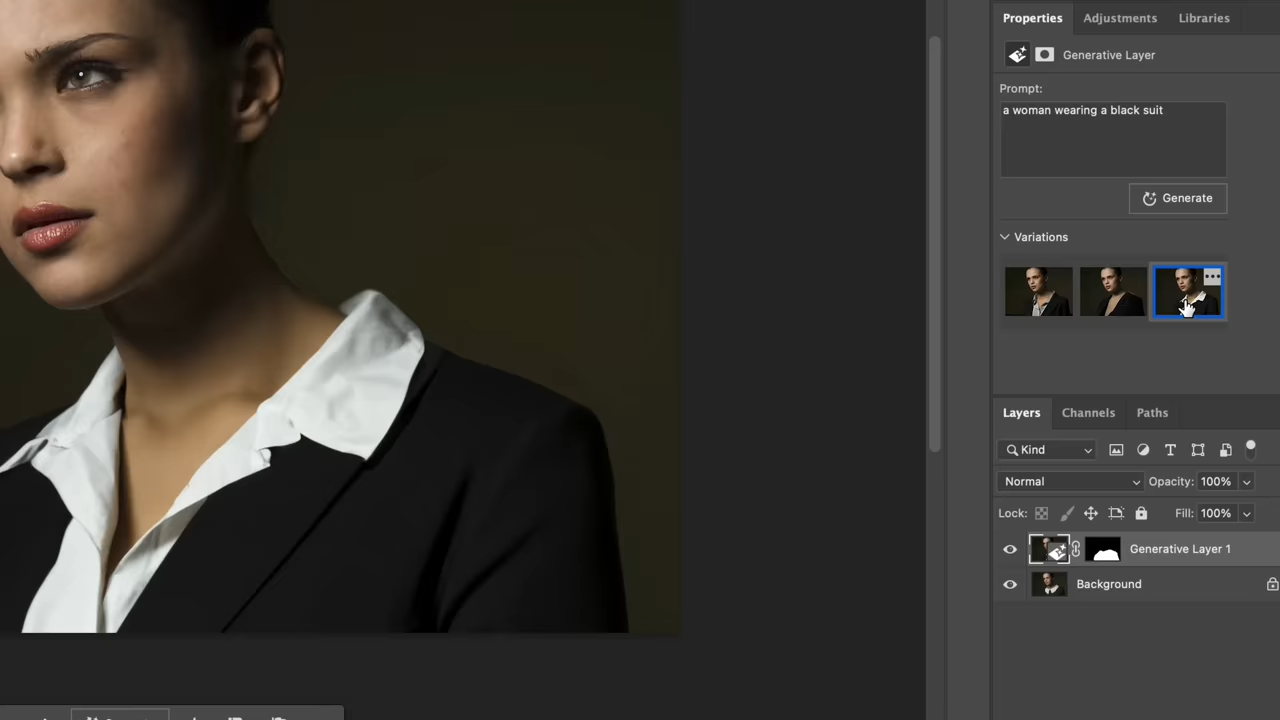 Properties Adjustments Libraries
Generative Layer
Prompt:
a woman wearing a black suit
Generate
Variations
Layers Channels Paths
Kind
Normal Opacity: 100%
Lock: Fill: 100%
Generative Layer 1
Background